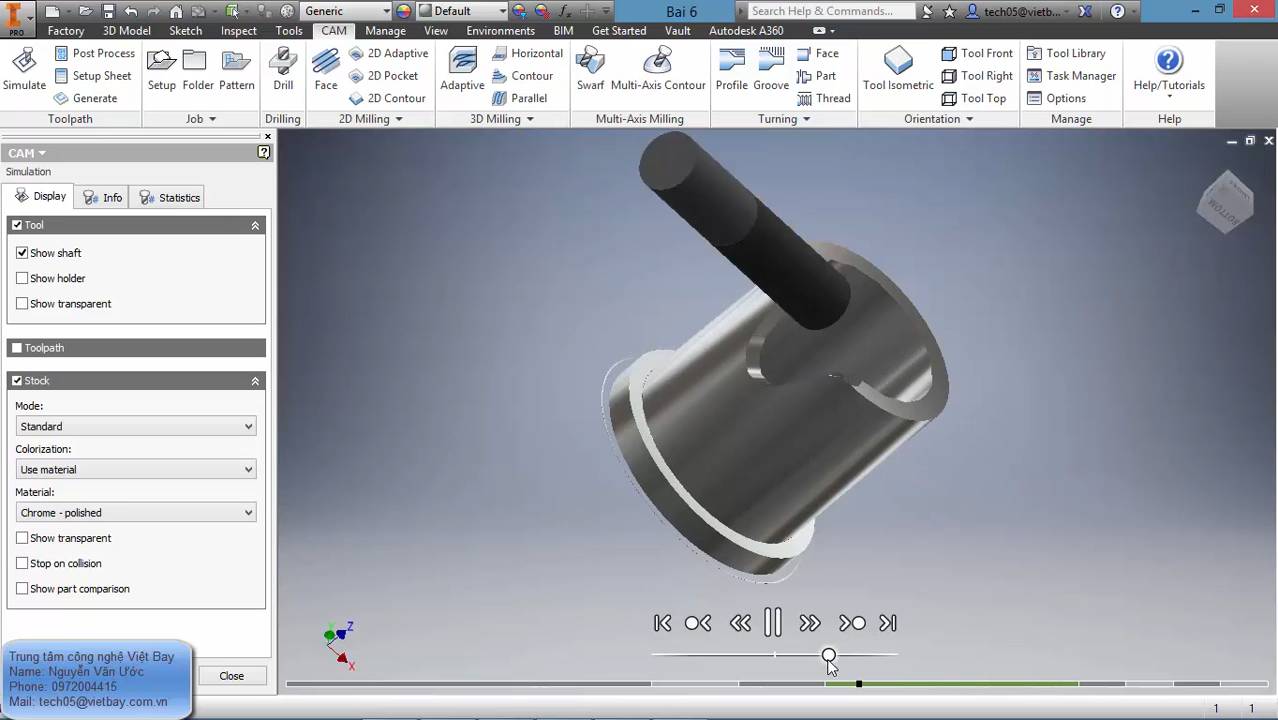 Generic
Default
Bai 6
Search Help & Commands...
tech05@vietb...
PRO
Factory
3D Model
Sketch
Inspect
Tools
CAM
Manage
View
Environments
BIM
Get Started
Vault
Autodesk A360
Simulate
Post Process
Setup Sheet
Generate
Toolpath
Setup
Folder
Pattern
Job
Drill
Drilling
Face
2D Adaptive
2D Pocket
2D Contour
2D Milling
Adaptive
Horizontal
Contour
Parallel
3D Milling
Swarf
Multi-Axis Contour
Multi-Axis Milling
Profile
Groove
Face
Part
Thread
Turning
Tool Isometric
Tool Front
Tool Right
Tool Top
Orientation
Tool Library
Task Manager
Options
Manage
Help/Tutorials
Help
CAM
Simulation
Display
Info
Statistics
Tool
Show shaft
Show holder
Show transparent
Toolpath
Stock
Mode:
Standard
Colorization:
Use material
Material:
Chrome - polished
Show transparent
Stop on collision
Show part comparison
Close
BOTTOM
Z
Y
X
Trung tâm công nghệ Việt Bay
Name: Nguyễn Văn Ước
Phone: 0972004415
Mail: tech05@vietbay.com.vn
1 1